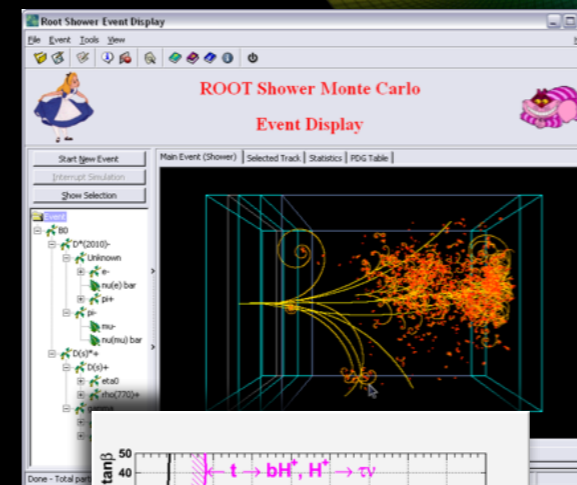 Root Shower Event Display
File Event Tools View
ROOT Shower Monte Carlo
Event Display
Start New Event
Interrupt Simulation
Show Selection
Main Event (Shower) Selected Track Statistics PDG Table
Event
B0
D*(2010)-
Unknown
e-
nu(e) bar
pi+
pi-
mu-
nu(mu) bar
D(s)*+
D(s)+
eta0
rho(770)+
gamma
Done - Total part
tanβ
50
40
t → bH⁺, H⁺ → τν